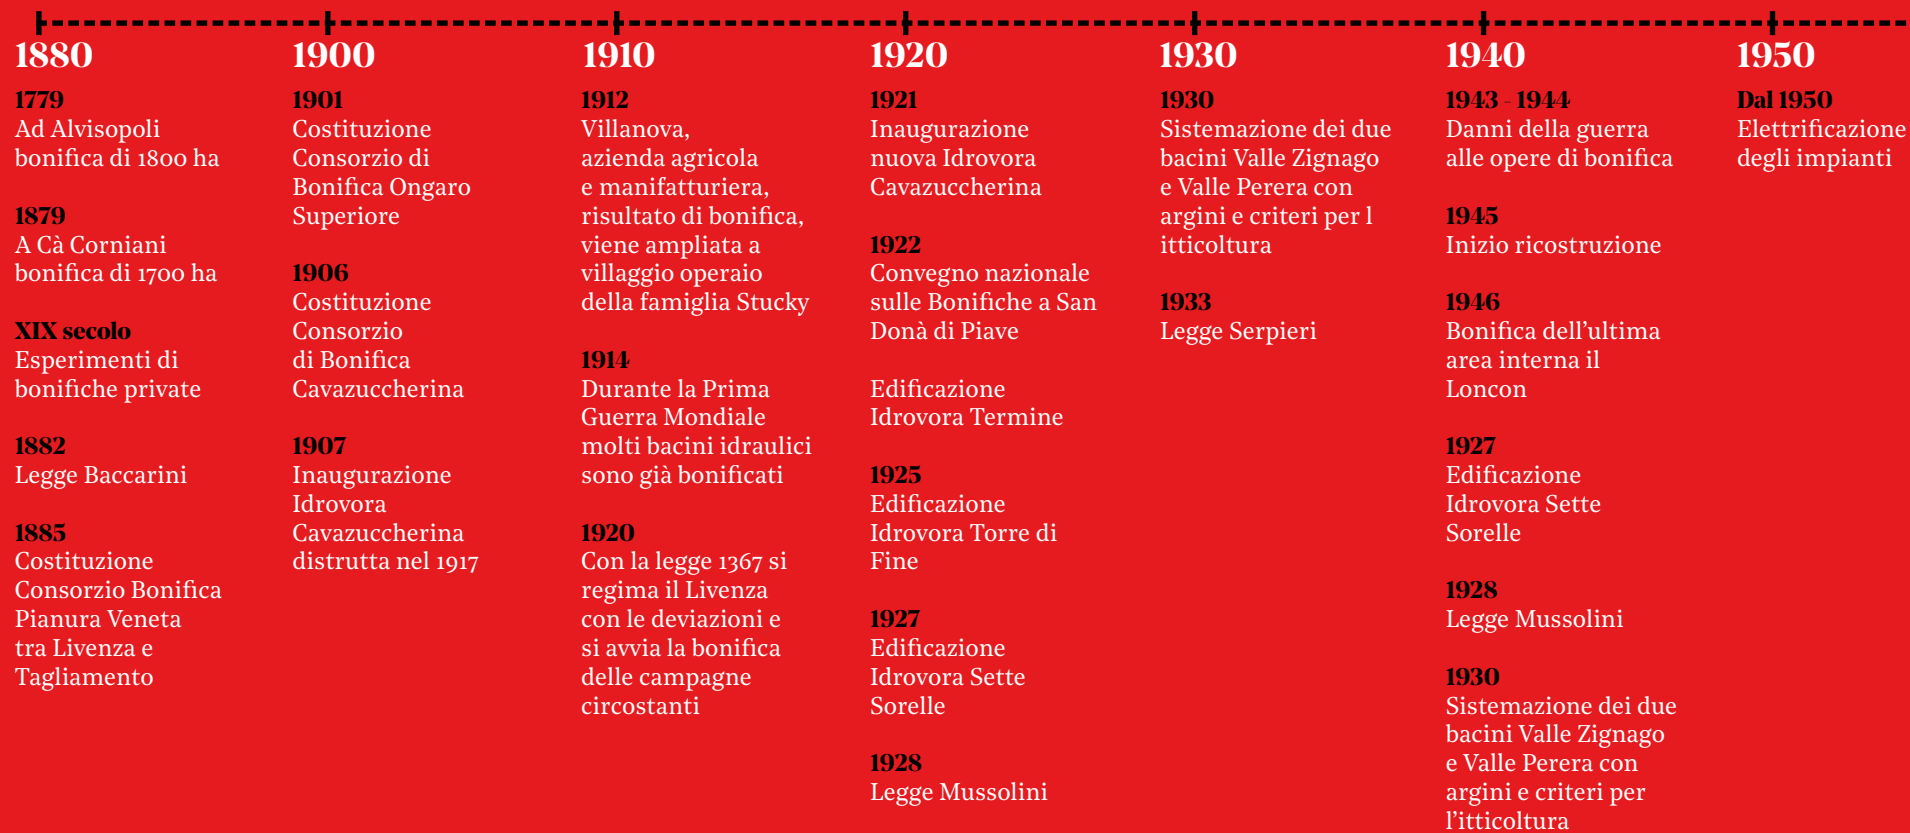 1880
1779
Ad Alvisopoli
bonifica di 1800 ha
1879
A Cà Corniani
bonifica di 1700 ha
XIX secolo
Esperimenti di
bonifiche private
1882
Legge Baccarini
1885
Costituzione
Consorzio Bonifica
Pianura Veneta
tra Livenza e
Tagliamento
1900
1901
Costituzione
Consorzio di
Bonifica Ongaro
Superiore
1906
Costituzione
Consorzio
di Bonifica
Cavazuccherina
1907
Inaugurazione
Idrovora
Cavazuccherina
distrutta nel 1917
1910
1912
Villanova,
azienda agricola
e manifatturiera,
risultato di bonifica,
viene ampliata a
villaggio operaio
della famiglia Stucky
1914
Durante la Prima
Guerra Mondiale
molti bacini idraulici
sono già bonificati
1920
Con la legge 1367 si
regima il Livenza
con le deviazioni e
si avvia la bonifica
delle campagne
circostanti
1920
1921
Inaugurazione
nuova Idrovora
Cavazuccherina
1922
Convegno nazionale
sulle Bonifiche a San
Donà di Piave
Edificazione
Idrovora Termine
1925
Edificazione
Idrovora Torre di
Fine
1927
Edificazione
Idrovora Sette
Sorelle
1928
Legge Mussolini
1930
1930
Sistemazione dei due
bacini Valle Zignago
e Valle Perera con
argini e criteri per l
itticoltura
1933
Legge Serpieri
1940
1943 - 1944
Danni della guerra
alle opere di bonifica
1945
Inizio ricostruzione
1946
Bonifica dell'ultima
area interna il
Loncon
1927
Edificazione
Idrovora Sette
Sorelle
1928
Legge Mussolini
1930
Sistemazione dei due
bacini Valle Zignago
e Valle Perera con
argini e criteri per
l'itticoltura
1950
Dal 1950
Elettrificazione
degli impianti